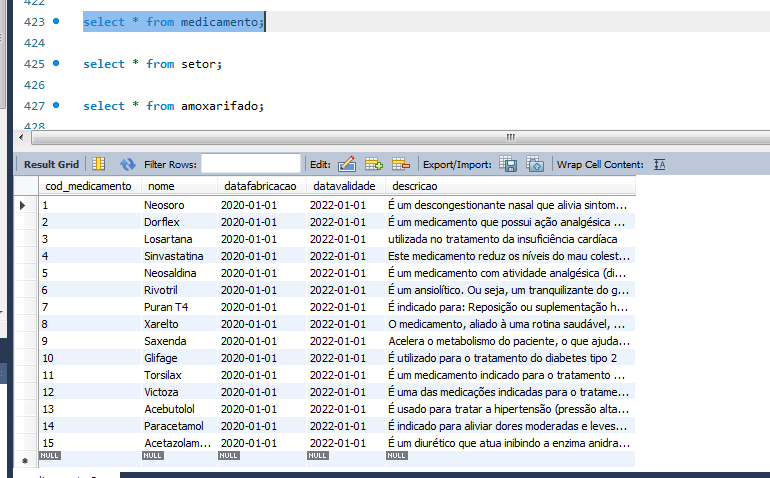 422
423 select * from medicamento;
424
425 select * from setor;
426
427 select * from amoxarifado;
428
Result Grid Filter Rows: Edit: Export/Import: Wrap Cell Content:
cod_medicamento nome datafabricacao datavalidade descricao
1 Neosoro 2020-01-01 2022-01-01 É um descongestionante nasal que alivia sintom...
2 Dorflex 2020-01-01 2022-01-01 É um medicamento que possui ação analgésica ...
3 Losartana 2020-01-01 2022-01-01 utilizada no tratamento da insuficiência cardíaca
4 Sinvastatina 2020-01-01 2022-01-01 Este medicamento reduz os níveis do mau colest...
5 Neosaldina 2020-01-01 2022-01-01 É um medicamento com atividade analgésica (di...
6 Rivotril 2020-01-01 2022-01-01 É um ansiolítico. Ou seja, um tranquilizante do g...
7 Puran T4 2020-01-01 2022-01-01 É indicado para: Reposição ou suplementação h...
8 Xarelto 2020-01-01 2022-01-01 O medicamento, aliado à uma rotina saudável, ...
9 Saxenda 2020-01-01 2022-01-01 Acelera o metabolismo do paciente, o que ajuda...
10 Glifage 2020-01-01 2022-01-01 É utilizado para o tratamento do diabetes tipo 2
11 Torsilax 2020-01-01 2022-01-01 É um medicamento indicado para o tratamento ...
12 Victoza 2020-01-01 2022-01-01 É uma das medicações indicadas para o tratame...
13 Acebutolol 2020-01-01 2022-01-01 É usado para tratar a hipertensão (pressão alta...
14 Paracetamol 2020-01-01 2022-01-01 É indicado para aliviar dores moderadas e leves...
15 Acetazolam... 2020-01-01 2022-01-01 É um diurético que atua inibindo a enzima anidra...
NULL NULL NULL NULL NULL